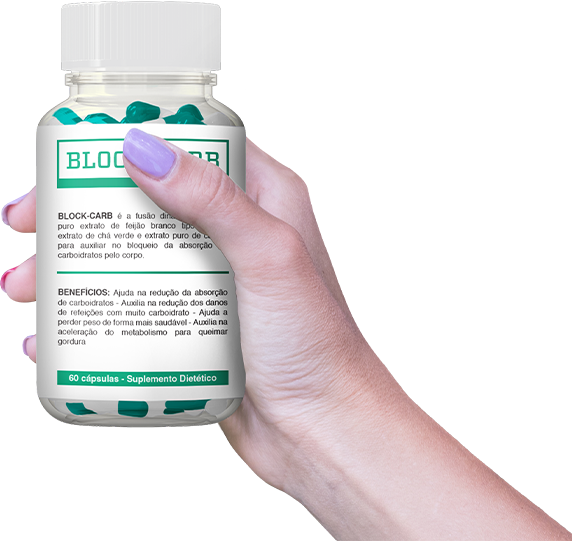 BLOCK-CARB
BLOCK-CARB é a fusão
puro extrato de feijão branco
extrato de chá verde e extrato puro de
para auxiliar no bloqueio da absorção
carboidratos pelo corpo.
BENEFÍCIOS: Ajuda na redução da absorção
de carboidratos - Auxilia na redução dos danos
de refeições com muito carboidrato - Ajuda a
perder peso de forma mais saudável - Auxilia na
aceleração do metabolismo para queimar
gordura
60 cápsulas - Suplemento Dietético